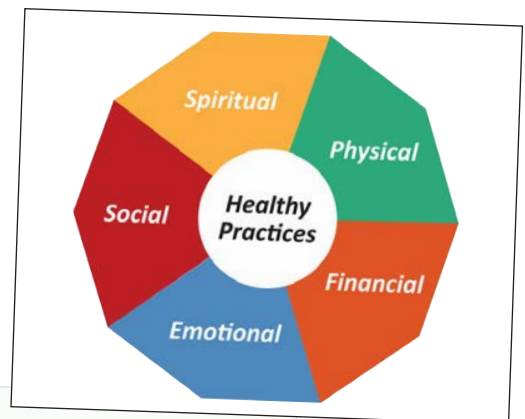 Spiritual
Physical
Social
Healthy
Practices
Financial
Emotional